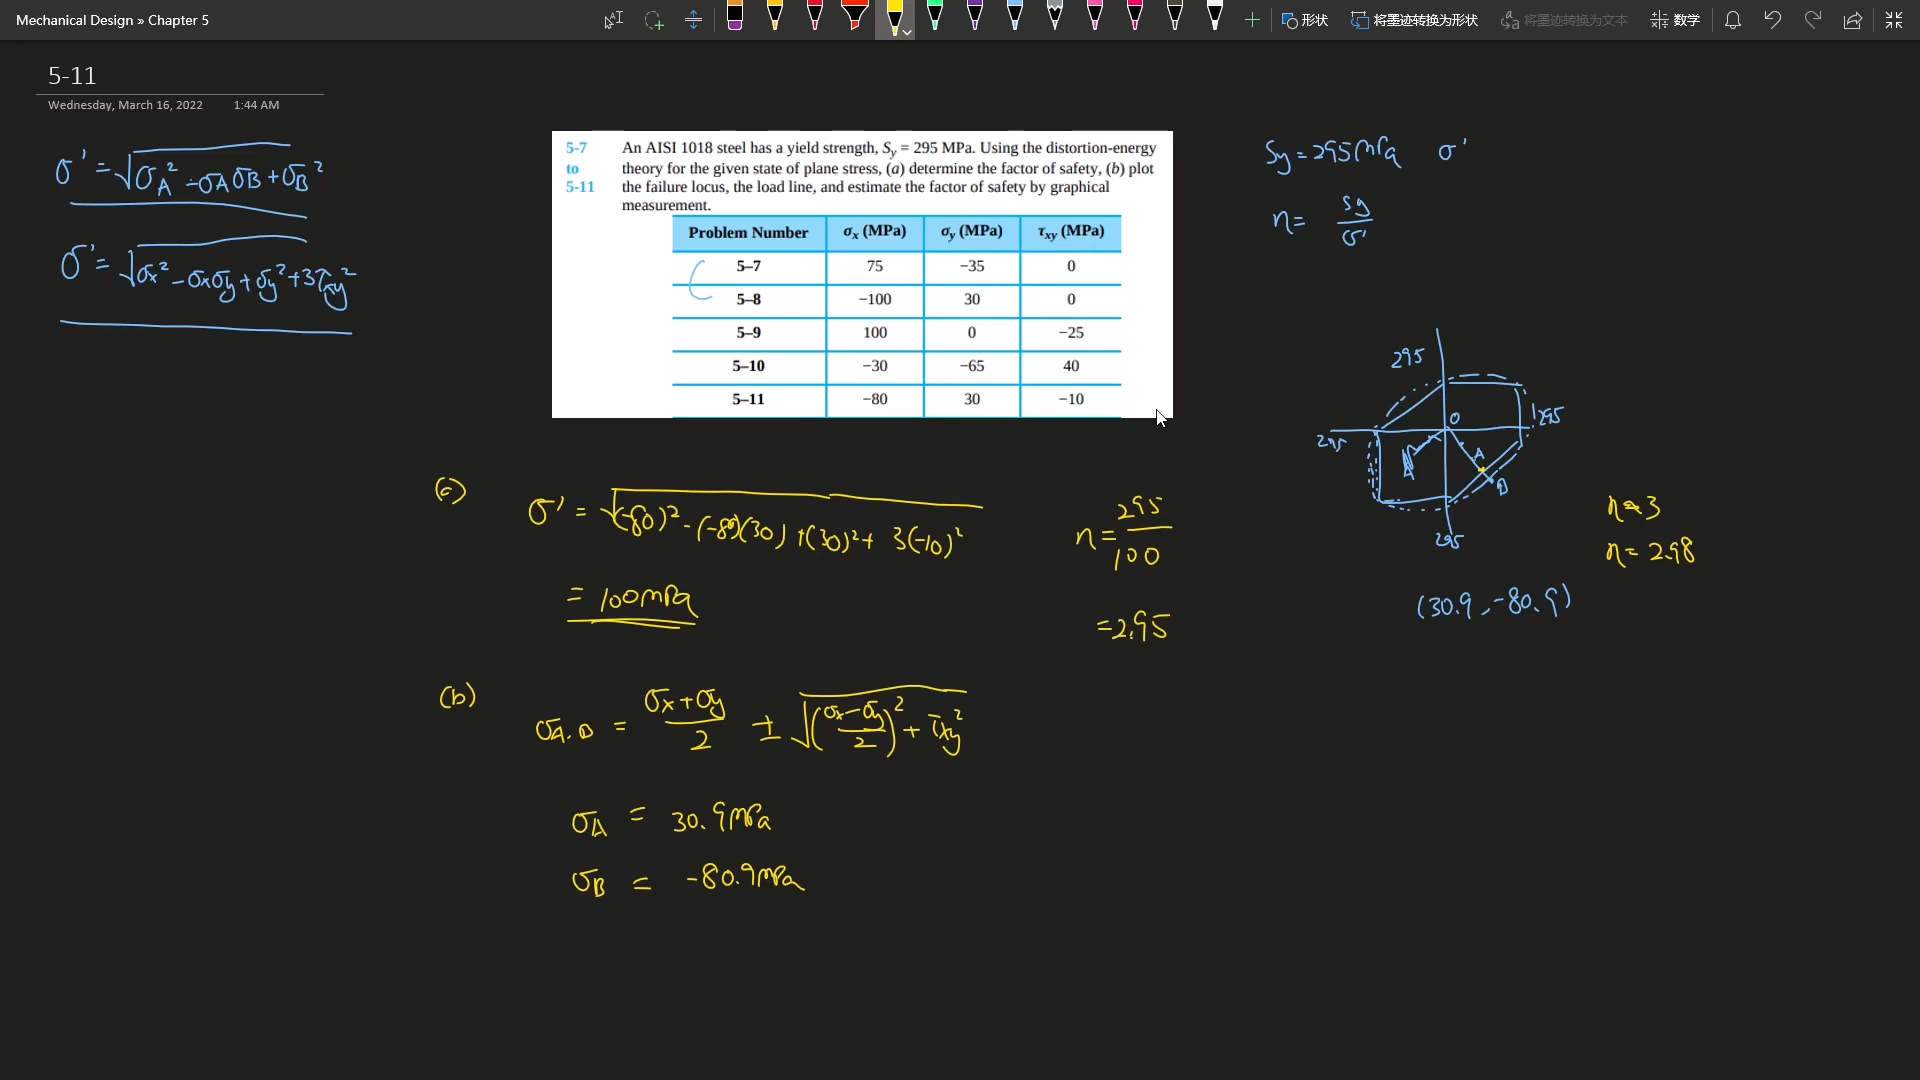 Mechanical Design » Chapter 5
形状
将墨迹转换为形状
将墨迹转换为文本
数学
5-11
Wednesday, March 16, 2022 1:44 AM
σ' = √(σA² - σAσB + σB²)
σ' = √(σx² - σxσy + σy² + 3τxy²)
5-7 to 5-11
An AISI 1018 steel has a yield strength, Sy = 295 MPa. Using the distortion-energy
theory for the given state of plane stress, (a) determine the factor of safety, (b) plot
the failure locus, the load line, and estimate the factor of safety by graphical
measurement.
Problem Number σx (MPa) σy (MPa) τxy (MPa)
5–7 75 −35 0
5–8 −100 30 0
5–9 100 0 −25
5–10 −30 −65 40
5–11 −80 30 −10
Sy = 295 MPa σ'
n = Sy/σ'
295
O
295
295
A
A
B
295
n≈3
n = 2.98
(30.9, -80.9)
(a)
σ' = √((-80)² - (-80)(30) + (30)² + 3(-10)²)
= 100 MPa
n = 295/100
= 2.95
(b)
σA.B = (σx + σy)/2 ± √(((σx - σy)/2)² + τxy²)
σA = 30.9 MPa
σB = -80.9 MPa